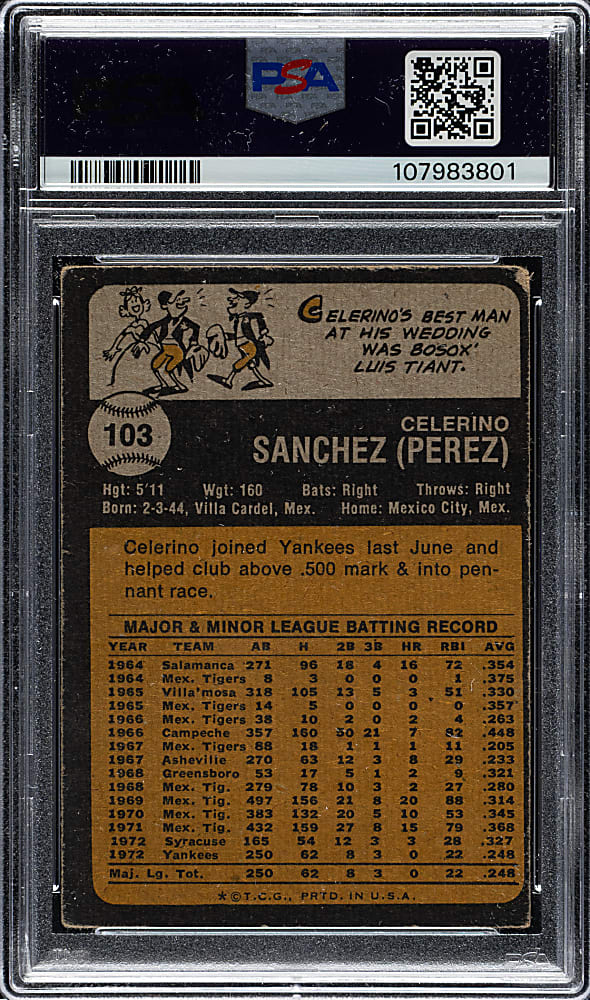 PSA
107983801
CELERINO'S BEST MAN
AT HIS WEDDING
WAS BOSOX'
LUIS TIANT.
103
CELERINO
SANCHEZ (PEREZ)
Hgt: 5'11 Wgt: 160 Bats: Right Throws: Right
Born: 2-3-44, Villa Cardel, Mex. Home: Mexico City, Mex.
Celerino joined Yankees last June and
helped club above .500 mark & into pen-
nant race.
MAJOR & MINOR LEAGUE BATTING RECORD
YEAR TEAM AB H 2B 3B HR RBI AVG
1964 Salamanca 271 96 18 4 16 72 .354
1964 Mex. Tigers 8 3 0 0 0 1 .375
1965 Villa'mosa 318 105 13 5 3 51 .330
1965 Mex. Tigers 14 5 0 0 0 0 .357
1966 Mex. Tigers 38 10 2 0 2 4 .263
1966 Campeche 357 160 30 21 7 82 .448
1967 Mex. Tigers 88 18 1 1 1 11 .205
1967 Asheville 270 63 12 3 8 29 .233
1968 Greensboro 53 17 5 1 2 9 .321
1968 Mex. Tig. 279 78 10 3 2 27 .280
1969 Mex. Tig. 497 156 21 8 20 88 .314
1970 Mex. Tig. 383 132 20 5 10 53 .345
1971 Mex. Tig. 432 159 27 8 15 79 .368
1972 Syracuse 165 54 12 3 3 28 .327
1972 Yankees 250 62 8 3 0 22 .248
Maj. Lg. Tot. 250 62 8 3 0 22 .248
*©T.C.G., PRTD. IN U.S.A.
PSA